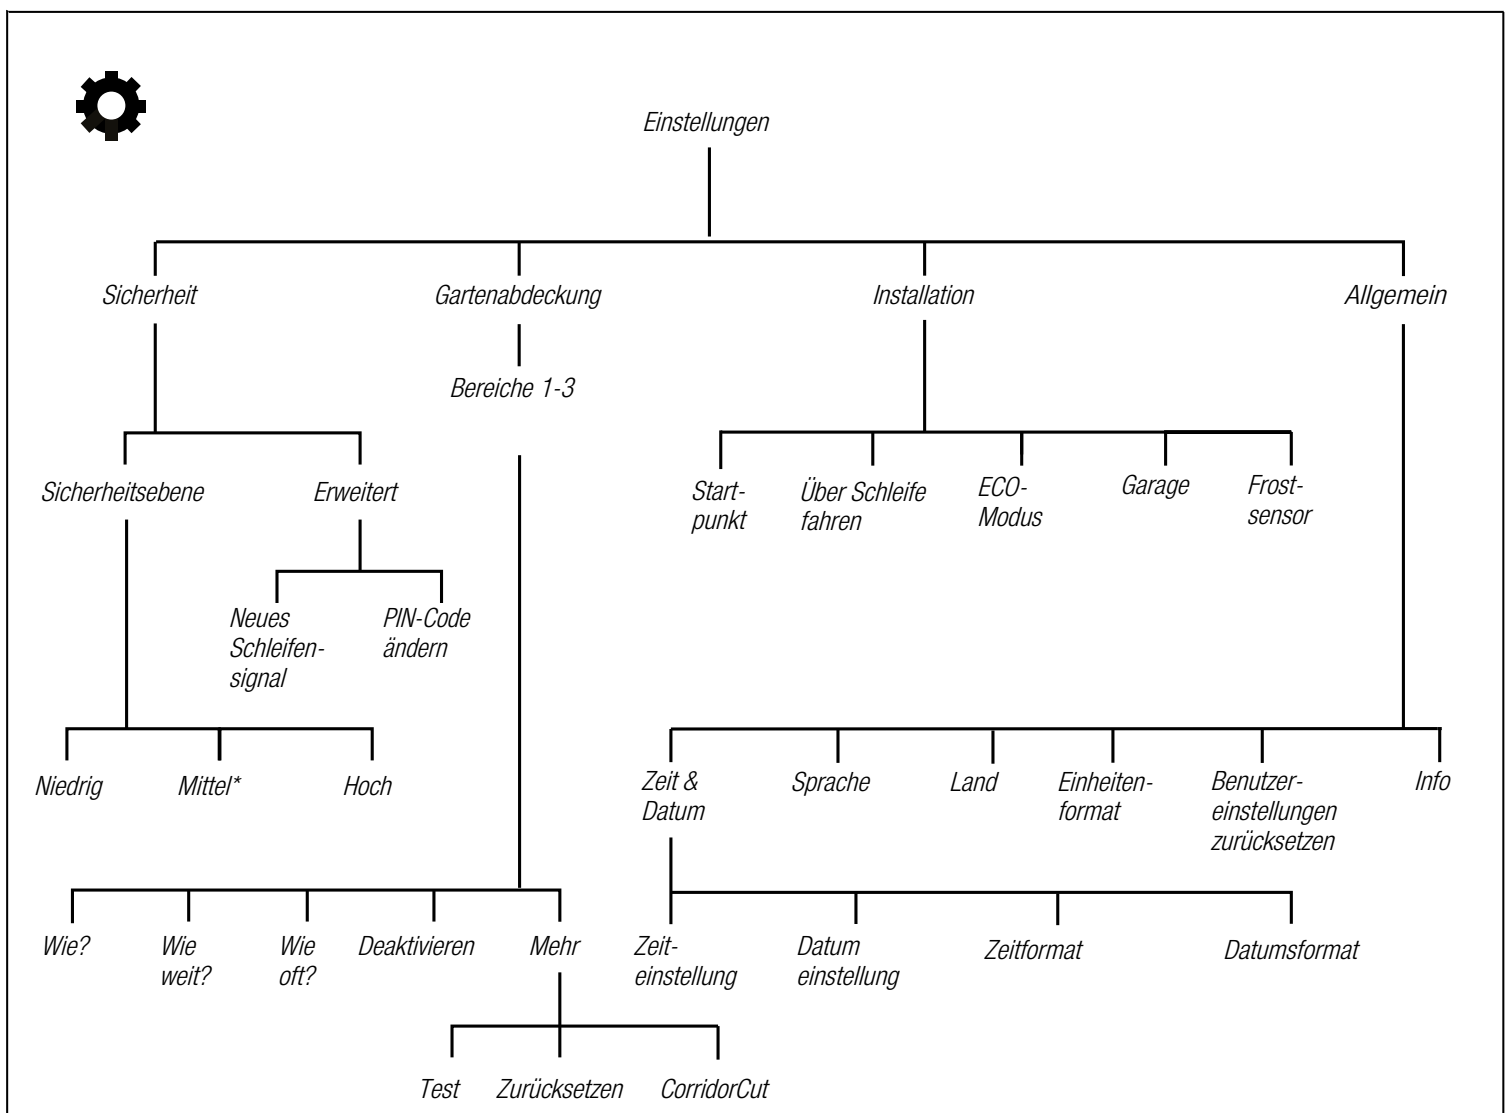 Einstellungen
Sicherheit
Gartenabdeckung
Installation
Allgemein
Bereiche 1-3
Sicherheitsebene
Erweitert
Start-
punkt
Über Schleife
fahren
ECO-
Modus
Garage
Frost-
sensor
Neues
Schleifen-
signal
PIN-Code
ändern
Niedrig
Mittel*
Hoch
Zeit &
Datum
Sprache
Land
Einheiten-
format
Benutzer-
einstellungen
zurücksetzen
Info
Wie?
Wie
weit?
Wie
oft?
Deaktivieren
Mehr
Zeit-
einstellung
Datum
einstellung
Zeitformat
Datumsformat
Test
Zurücksetzen
CorridorCut